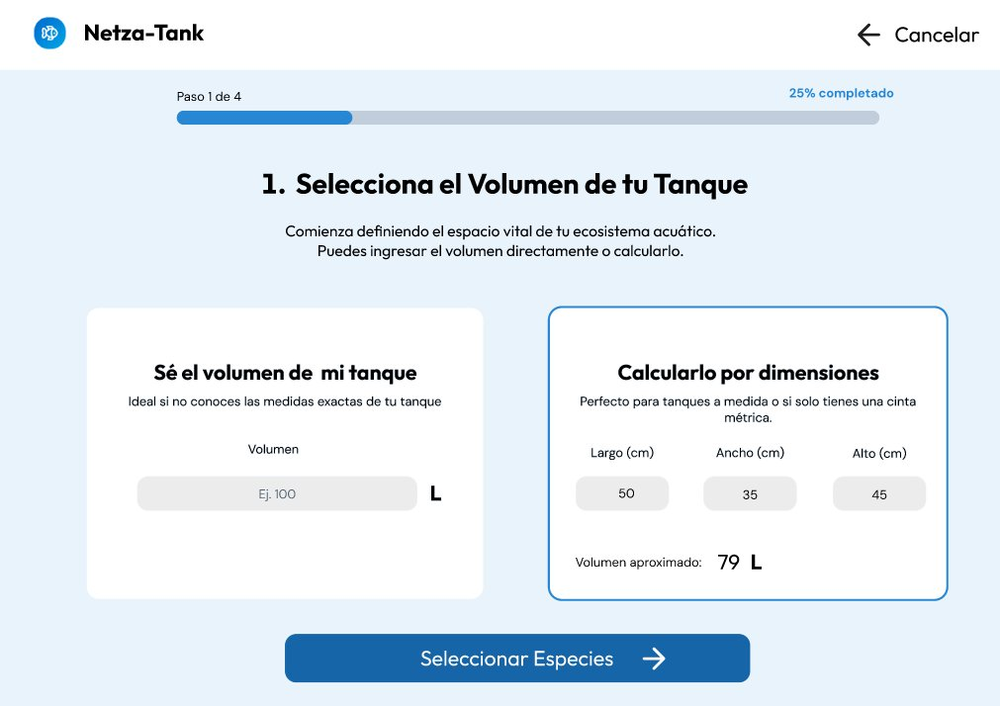 Netza-Tank
Cancelar
Paso 1 de 4
25% completado
1. Selecciona el Volumen de tu Tanque
Comienza definiendo el espacio vital de tu ecosistema acuático.
Puedes ingresar el volumen directamente o calcularlo.
Sé el volumen de mi tanque
Ideal si no conoces las medidas exactas de tu tanque
Volumen
Ej. 100 L
Calcularlo por dimensiones
Perfecto para tanques a medida o si solo tienes una cinta
métrica.
Largo (cm) Ancho (cm) Alto (cm)
50 35 45
Volumen aproximado: 79 L
Seleccionar Especies